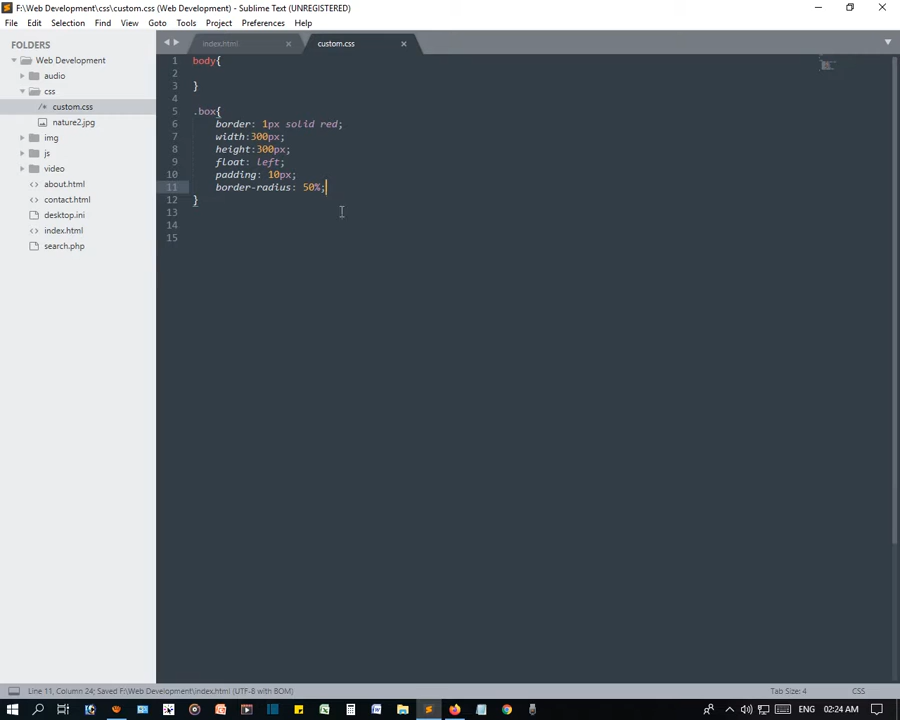 F:\Web Development\css\custom.css (Web Development) - Sublime Text (UNREGISTERED)
File Edit Selection Find View Goto Tools Project Preferences Help
FOLDERS
Web Development
audio
css
/* custom.css
nature2.jpg
img
js
video
<> about.html
<> contact.html
desktop.ini
<> index.html
<> search.php
index.html × custom.css ×
1 body{
2
3 }
4
5 .box{
6 border: 1px solid red;
7 width:300px;
8 height:300px;
9 float: left;
10 padding: 10px;
11 border-radius: 50%;
12 }
13
14
15
Line 11, Column 24; Saved F:\Web Development\index.html (UTF-8 with BOM) Tab Size: 4 CSS
ENG 02:24 AM